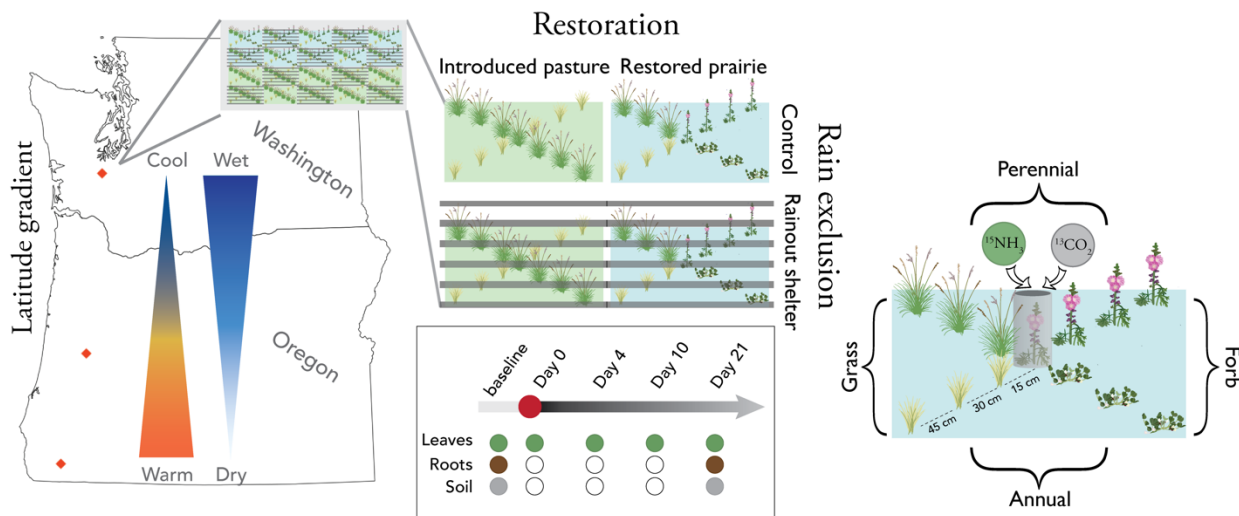 Restoration
Introduced pasture
Restored prairie
Control
Rainout shelter
Rain exclusion
Latitude gradient
Washington
Oregon
Cool
Wet
Warm
Dry
baseline
Day 0
Day 4
Day 10
Day 21
Leaves
Roots
Soil
Perennial
¹⁵NH₃
¹³CO₂
Grass
Forb
45 cm
30 cm
15 cm
Annual